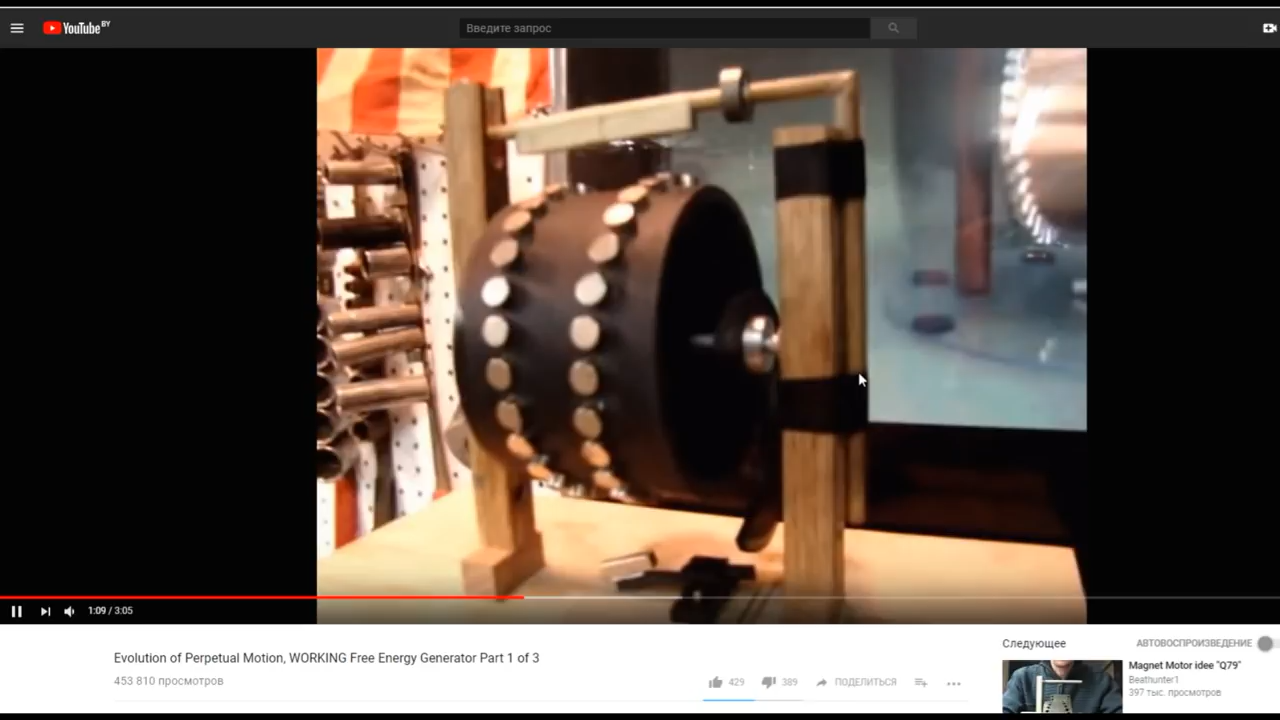 YouTube BY
Введите запрос
1:09 / 3:05
Evolution of Perpetual Motion, WORKING Free Energy Generator Part 1 of 3
453 810 просмотров
429
389
ПОДЕЛИТЬСЯ
Следующее
АВТОВОСПРОИЗВЕДЕНИЕ
Magnet Motor idee "Q79"
Beathunter1
397 тыс. просмотров